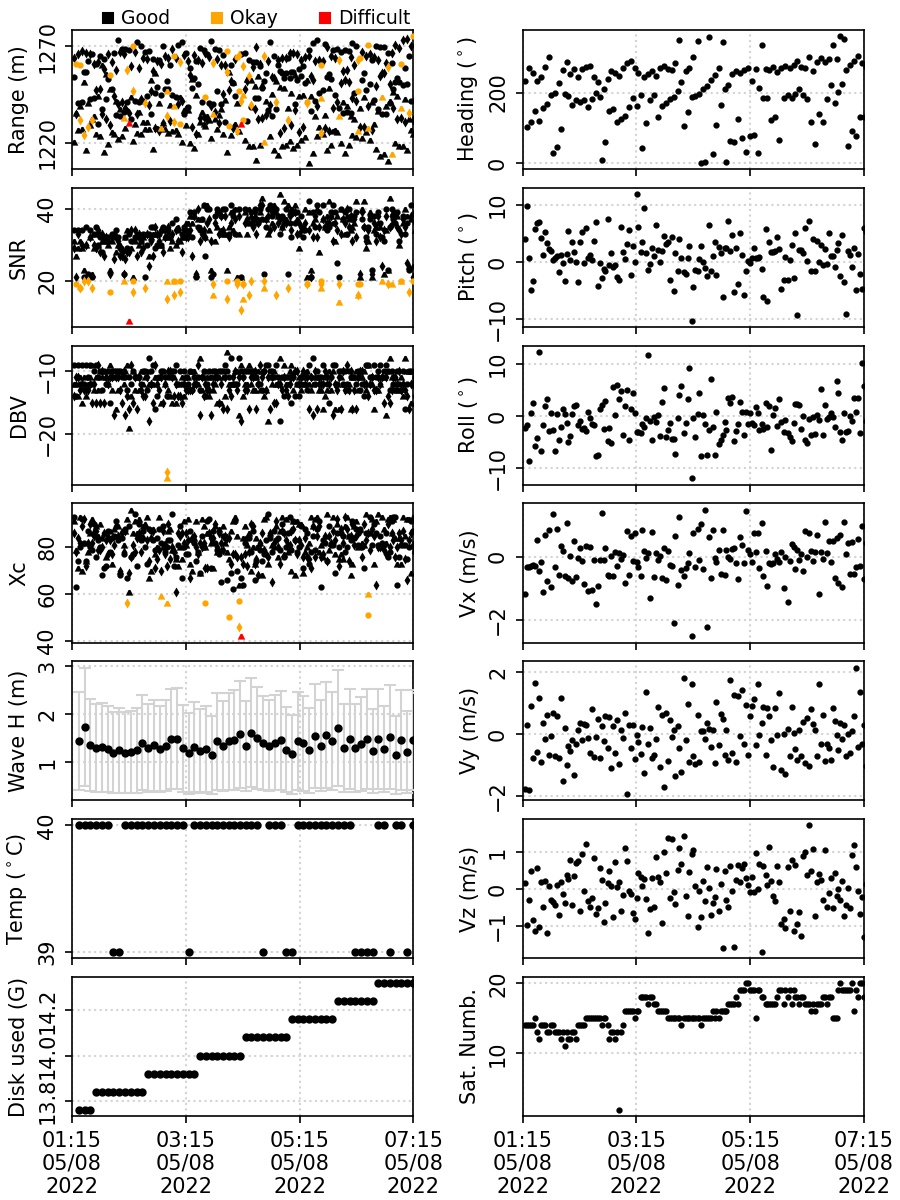 Good Okay Difficult
Range (m)
1270
1220
SNR
40
20
DBV
−10
−20
Xc
80
60
40
Wave H (m)
3
2
1
Temp (°C)
40
39
Disk used (G)
14.2
14.0
13.8
01:15 03:15 05:15 07:15
05/08 05/08 05/08 05/08
2022 2022 2022 2022
Heading (°)
200
0
Pitch (°)
10
0
−10
Roll (°)
10
0
−10
Vx (m/s)
0
−2
Vy (m/s)
2
0
−2
Vz (m/s)
1
0
−1
Sat. Numb.
20
10
01:15 03:15 05:15 07:15
05/08 05/08 05/08 05/08
2022 2022 2022 2022